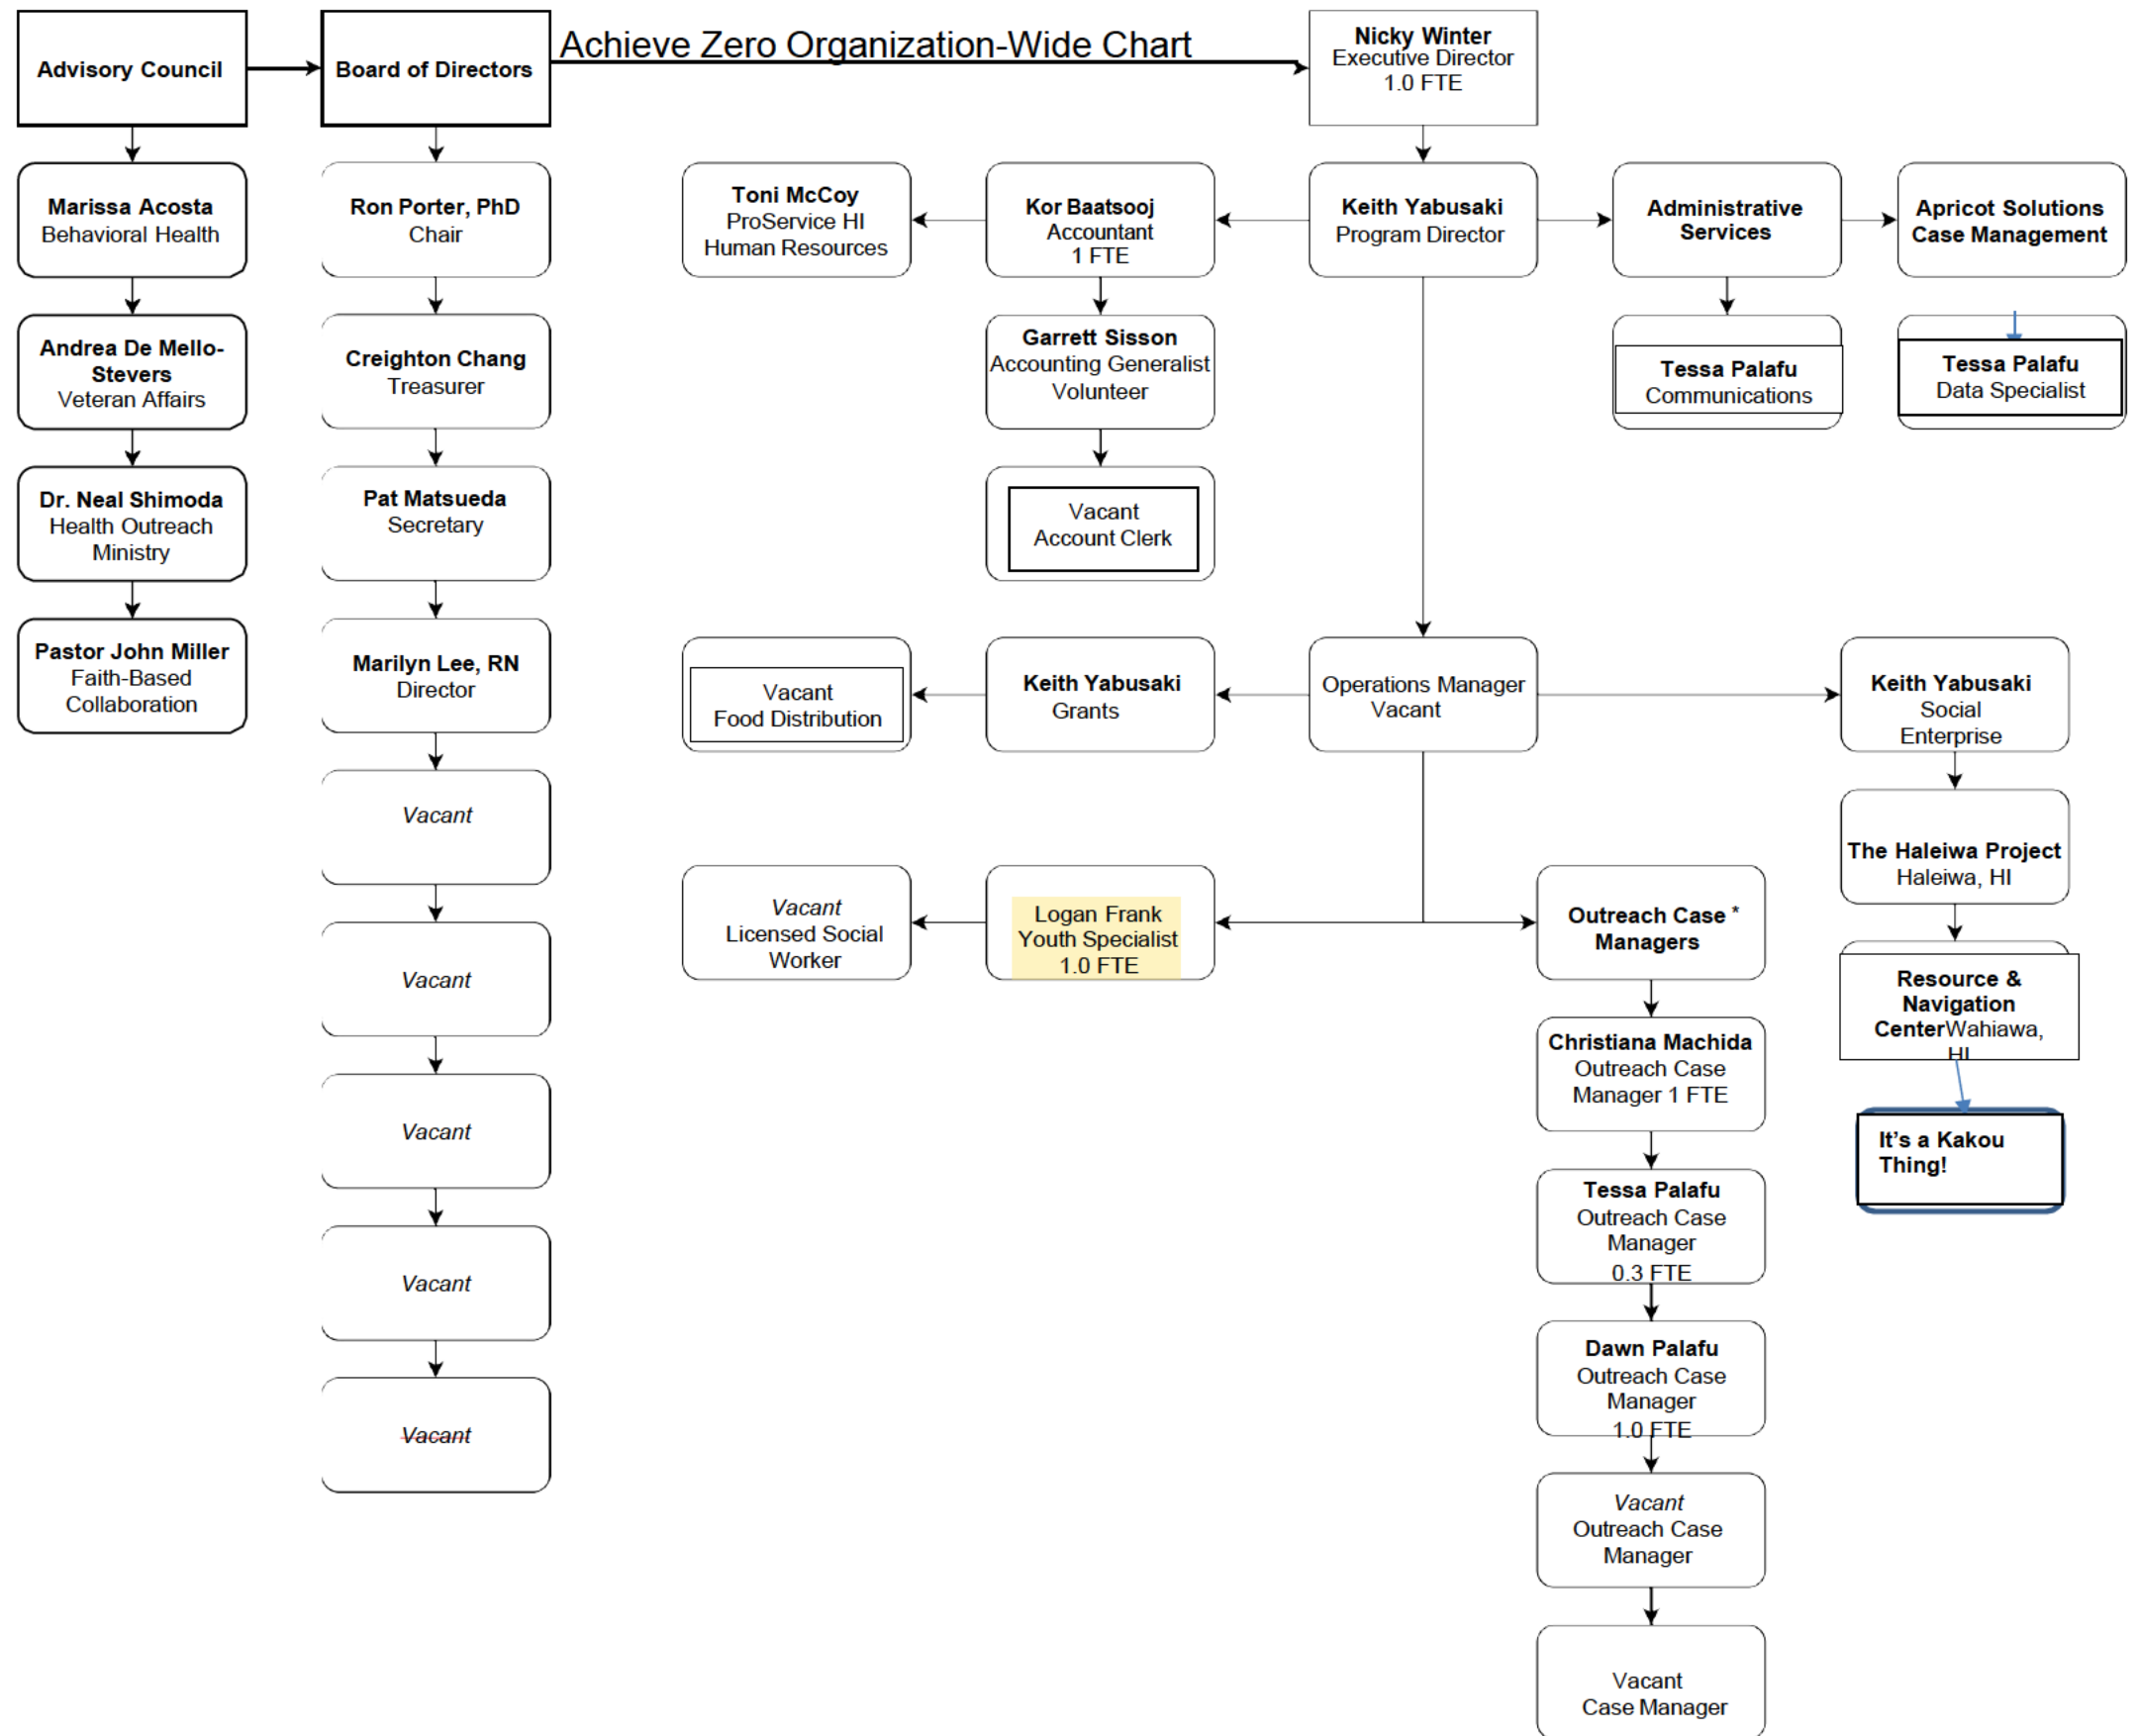 Achieve Zero Organization-Wide Chart
Advisory Council
Board of Directors
Nicky Winter
Executive Director
1.0 FTE
Marissa Acosta
Behavioral Health
Ron Porter, PhD
Chair
Toni McCoy
ProService HI
Human Resources
Kor Baatsooj
Accountant
1 FTE
Keith Yabusaki
Program Director
Administrative
Services
Apricot Solutions
Case Management
Andrea De Mello-
Stevers
Veteran Affairs
Creighton Chang
Treasurer
Garrett Sisson
Accounting Generalist
Volunteer
Tessa Palafu
Communications
Tessa Palafu
Data Specialist
Dr. Neal Shimoda
Health Outreach
Ministry
Pat Matsueda
Secretary
Vacant
Account Clerk
Pastor John Miller
Faith-Based
Collaboration
Marilyn Lee, RN
Director
Vacant
Food Distribution
Keith Yabusaki
Grants
Operations Manager
Vacant
Keith Yabusaki
Social
Enterprise
Vacant
The Haleiwa Project
Haleiwa, HI
Vacant
Vacant
Licensed Social
Worker
Logan Frank
Youth Specialist
1.0 FTE
Outreach Case *
Managers
Resource &
Navigation
CenterWahiawa,
HI
Vacant
Christiana Machida
Outreach Case
Manager 1 FTE
It’s a Kakou
Thing!
Vacant
Tessa Palafu
Outreach Case
Manager
0.3 FTE
Vacant
Dawn Palafu
Outreach Case
Manager
1.0 FTE
Vacant
Outreach Case
Manager
Vacant
Case Manager